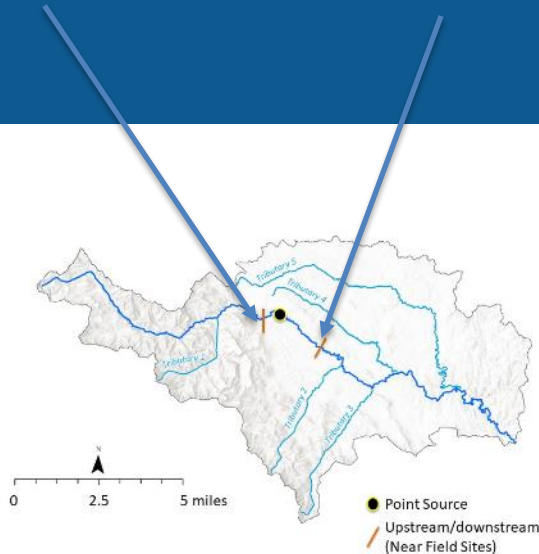 Tributary 5
Tributary 4
Tributary 1
Tributary 2
Tributary 3
N
0 2.5 5 miles
Point Source
Upstream/downstream
(Near Field Sites)